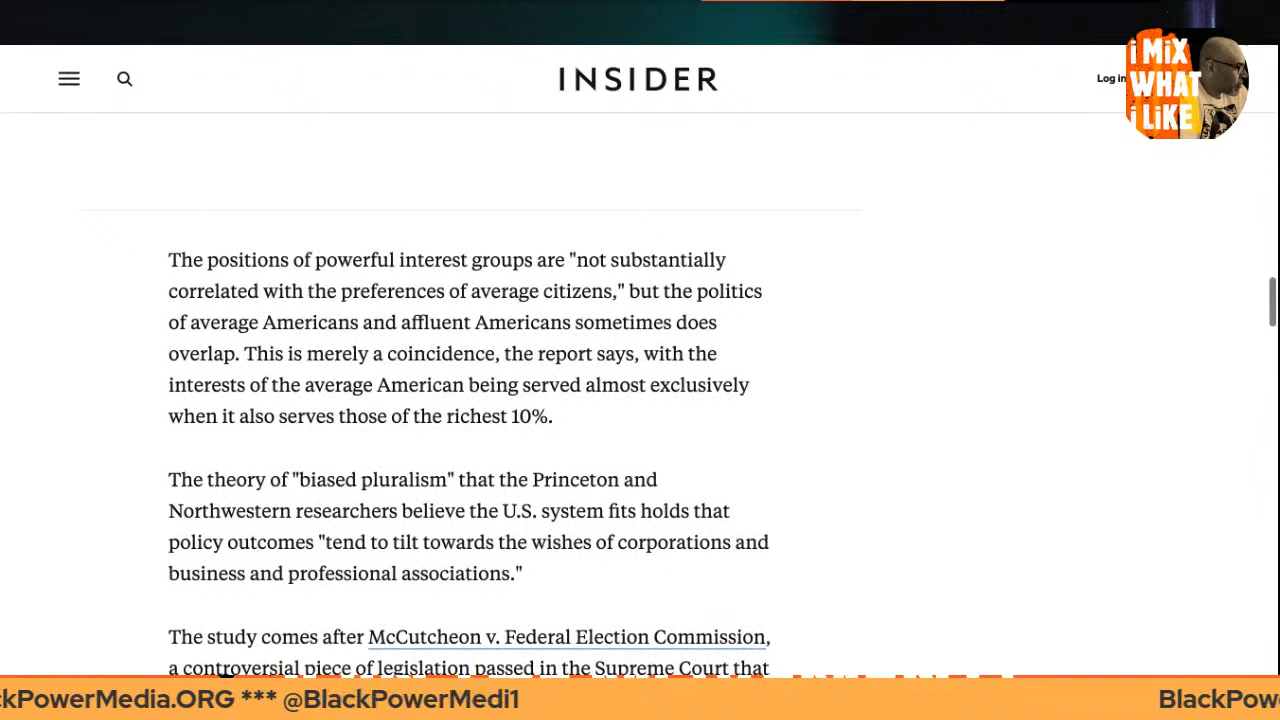 INSIDER
Log in
i MiX
WHAT
i LiKE
The positions of powerful interest groups are "not substantially
correlated with the preferences of average citizens," but the politics
of average Americans and affluent Americans sometimes does
overlap. This is merely a coincidence, the report says, with the
interests of the average American being served almost exclusively
when it also serves those of the richest 10%.
The theory of "biased pluralism" that the Princeton and
Northwestern researchers believe the U.S. system fits holds that
policy outcomes "tend to tilt towards the wishes of corporations and
business and professional associations."
The study comes after McCutcheon v. Federal Election Commission,
a controversial piece of legislation passed in the Supreme Court that
ckPowerMedia.ORG *** @BlackPowerMedi1
BlackPow